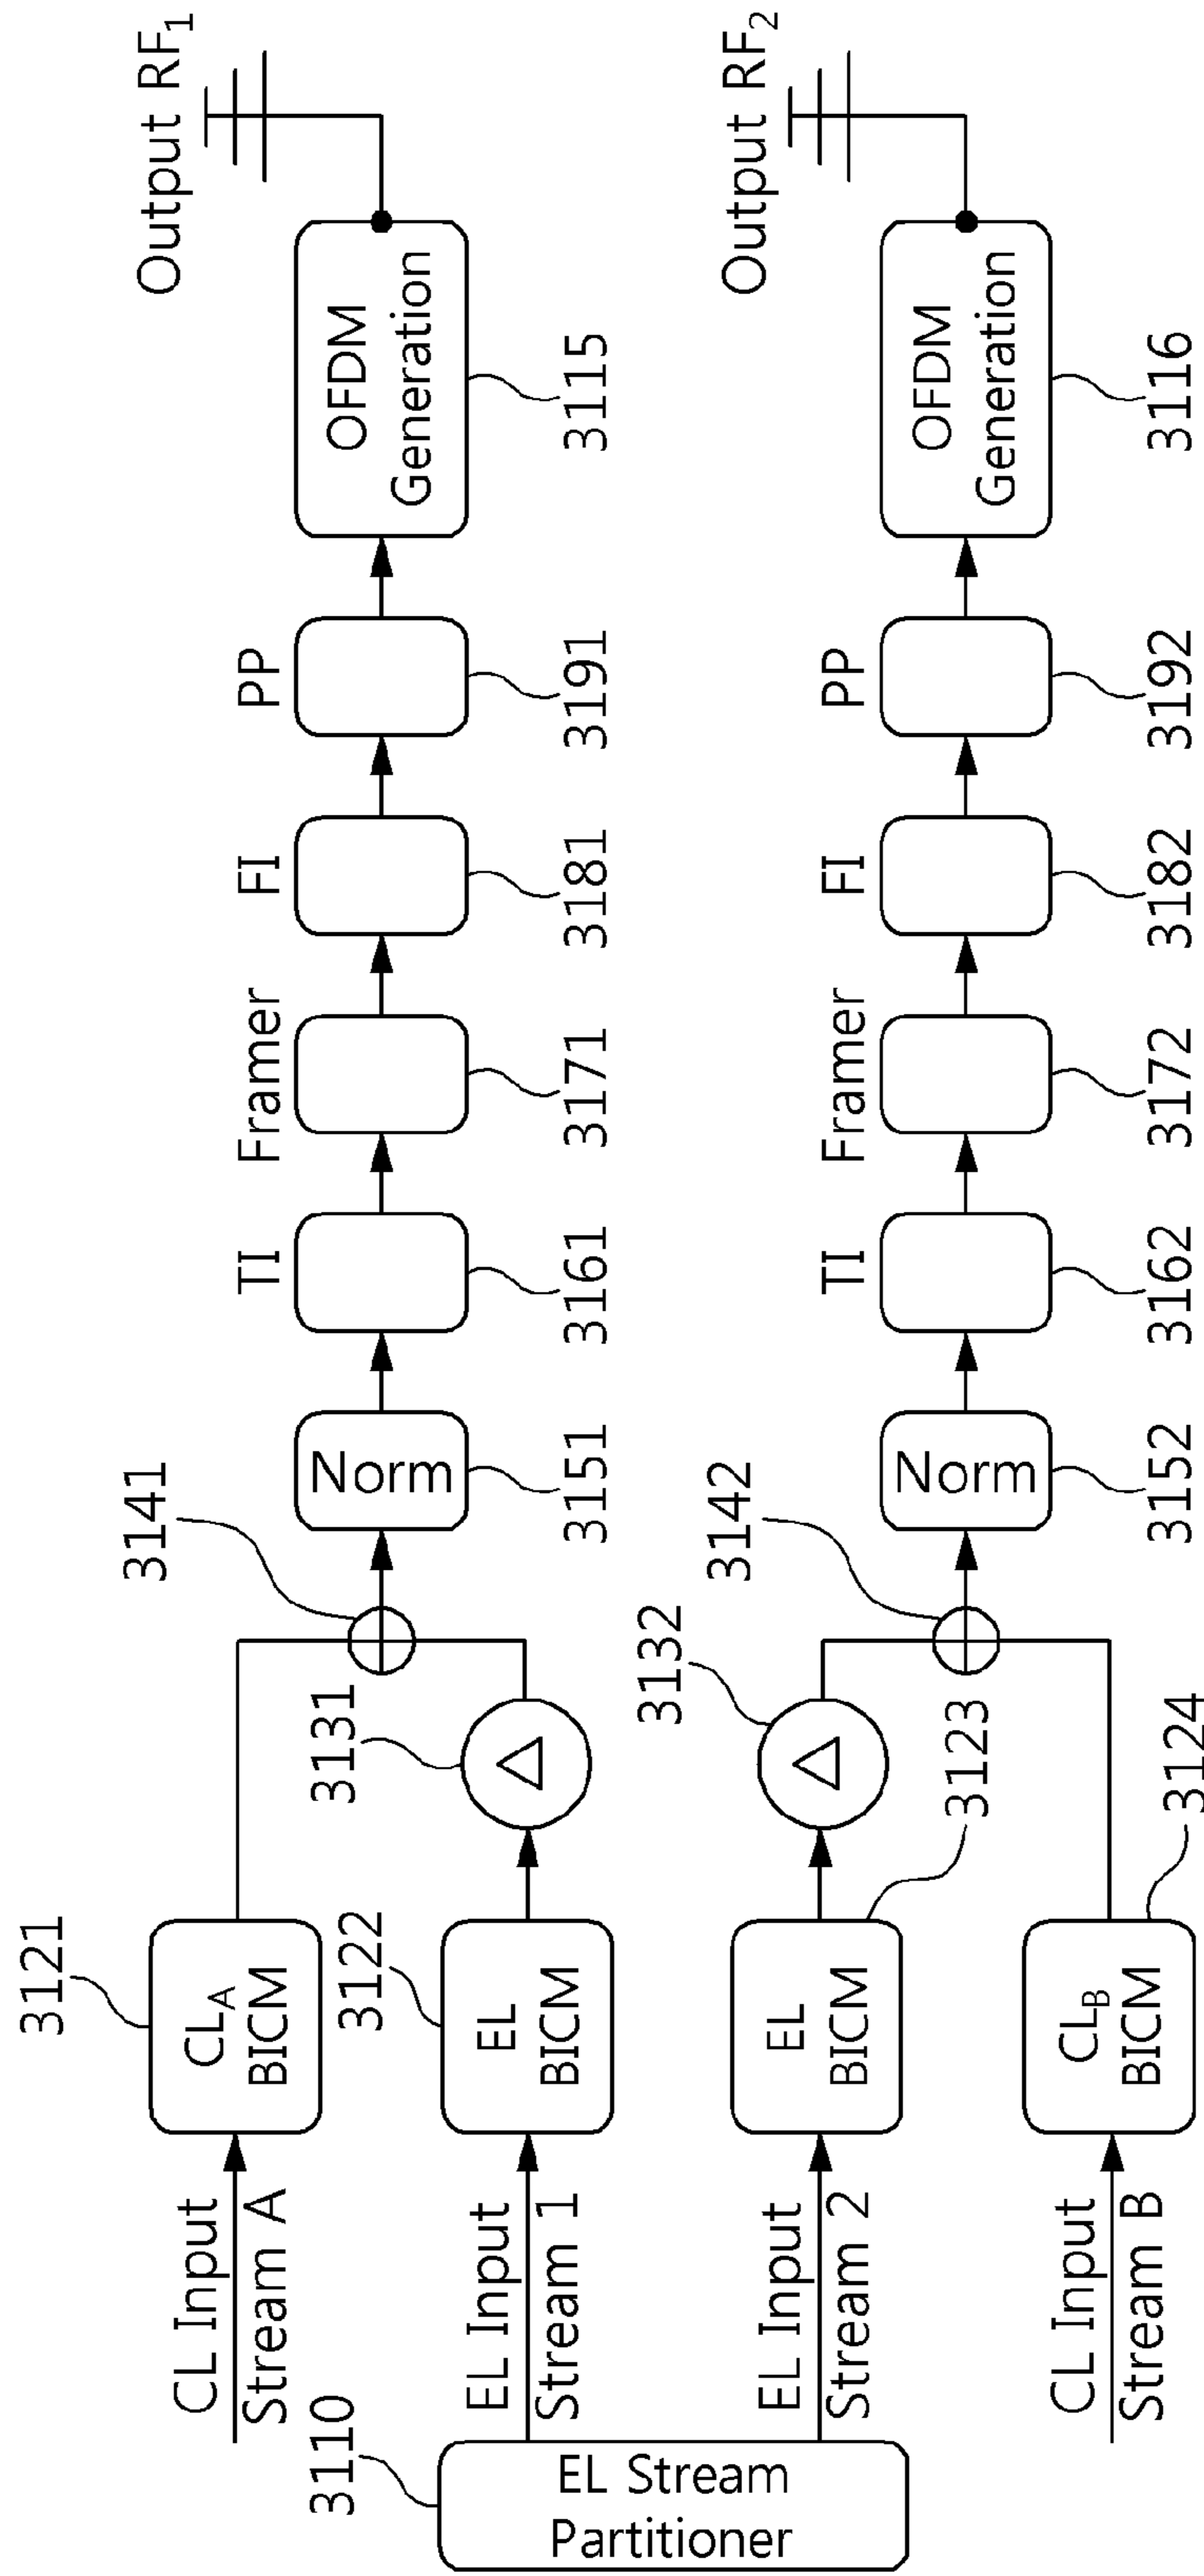 EL Stream
Partitioner
3110
CL Input
Stream A
EL Input
Stream 1
EL Input
Stream 2
CL Input
Stream B
3121
CL_A
BICM
3122
EL
BICM
EL
BICM
3123
CL_B
BICM
3124
3131
Δ
3132
Δ
3141
3142
Norm
3151
TI
3161
Framer
3171
FI
3181
PP
3191
OFDM
Generation
3115
Output RF₁
Norm
3152
TI
3162
Framer
3172
FI
3182
PP
3192
OFDM
Generation
3116
Output RF₂